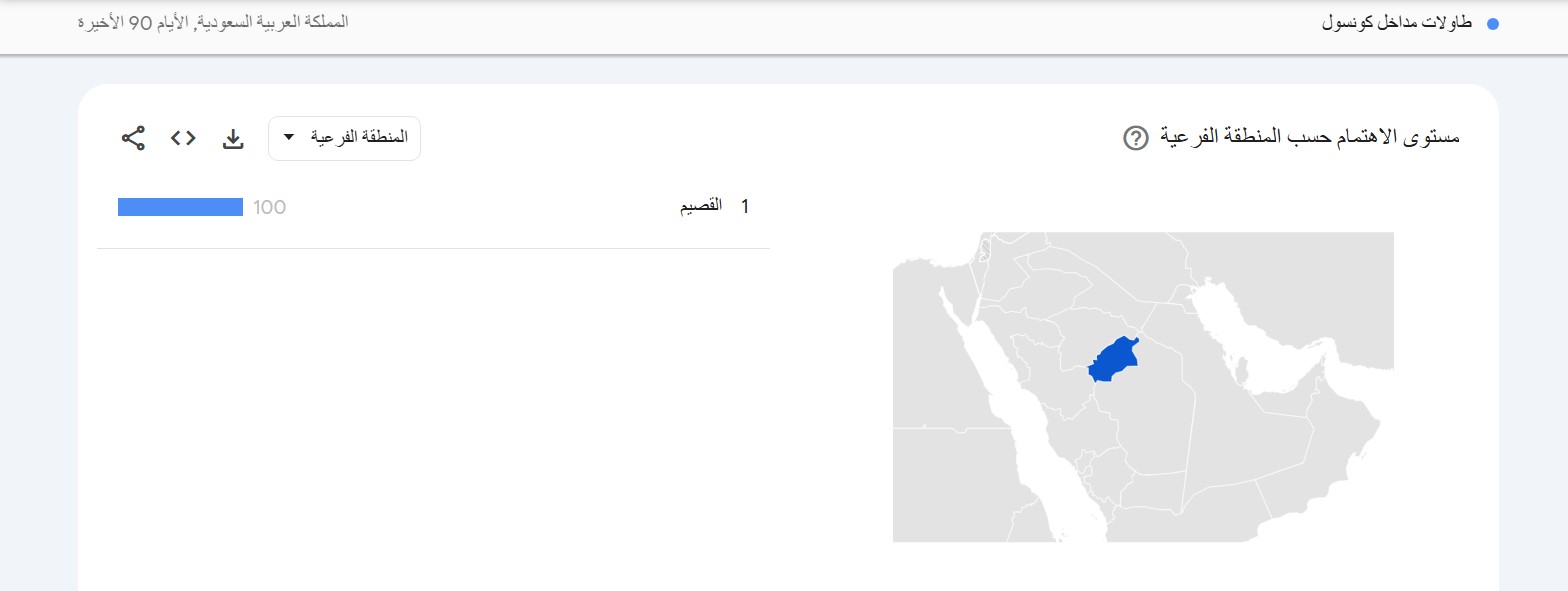 طاولات مداخل كونسول
المملكة العربية السعودية, الأيام 90 الأخيرة
مستوى الاهتمام حسب المنطقة الفرعية
المنطقة الفرعية
1 القصيم 100